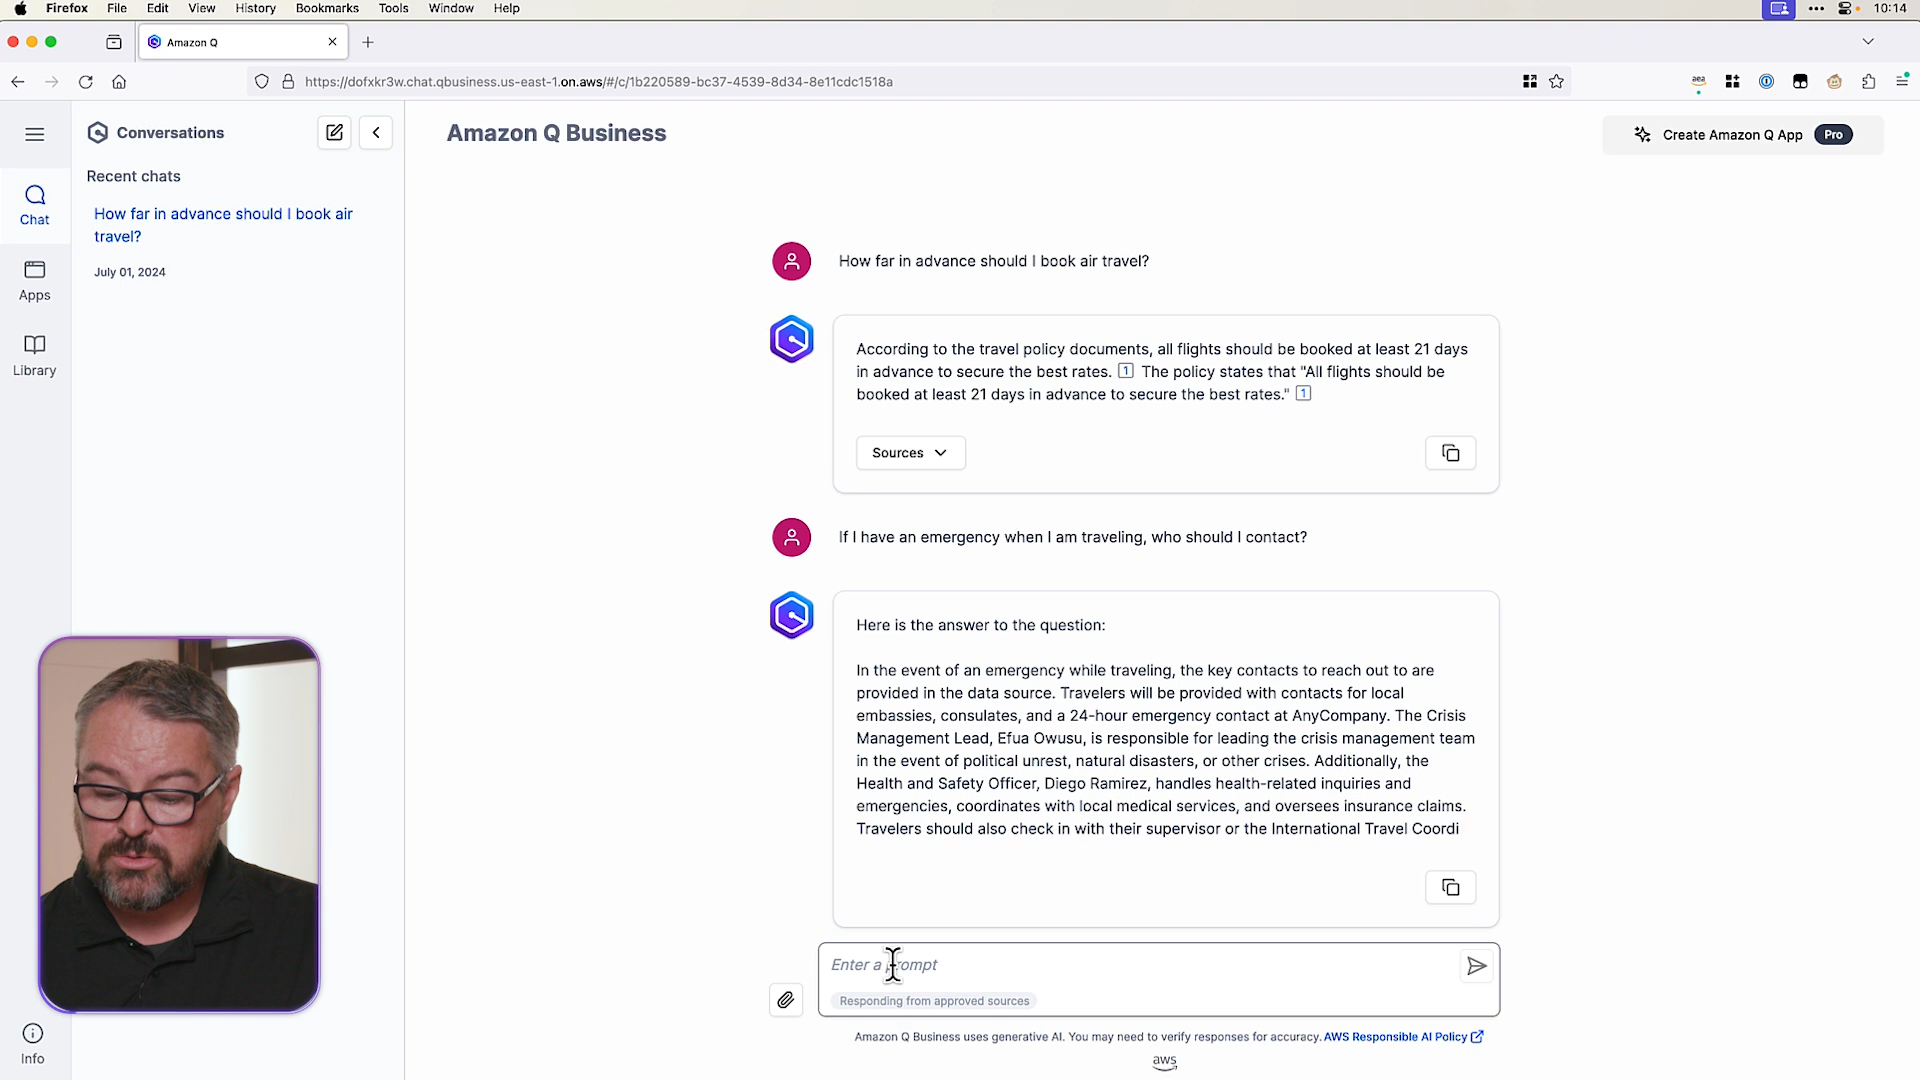 Firefox File Edit View History Bookmarks Tools Window Help 10:14
Amazon Q
https://dofxkr3w.chat.qbusiness.us-east-1.on.aws/#/c/1b220589-bc37-4539-8d34-8e11cdc1518a
aea
Conversations
Recent chats
How far in advance should I book air
travel?
July 01, 2024
Chat
Apps
Library
Info
Amazon Q Business
Create Amazon Q App Pro
How far in advance should I book air travel?
According to the travel policy documents, all flights should be booked at least 21 days
in advance to secure the best rates. 1 The policy states that "All flights should be
booked at least 21 days in advance to secure the best rates." 1
Sources
If I have an emergency when I am traveling, who should I contact?
Here is the answer to the question:
In the event of an emergency while traveling, the key contacts to reach out to are
provided in the data source. Travelers will be provided with contacts for local
embassies, consulates, and a 24-hour emergency contact at AnyCompany. The Crisis
Management Lead, Efua Owusu, is responsible for leading the crisis management team
in the event of political unrest, natural disasters, or other crises. Additionally, the
Health and Safety Officer, Diego Ramirez, handles health-related inquiries and
emergencies, coordinates with local medical services, and oversees insurance claims.
Travelers should also check in with their supervisor or the International Travel Coordi
Enter a prompt
Responding from approved sources
Amazon Q Business uses generative AI. You may need to verify responses for accuracy. AWS Responsible AI Policy
aws